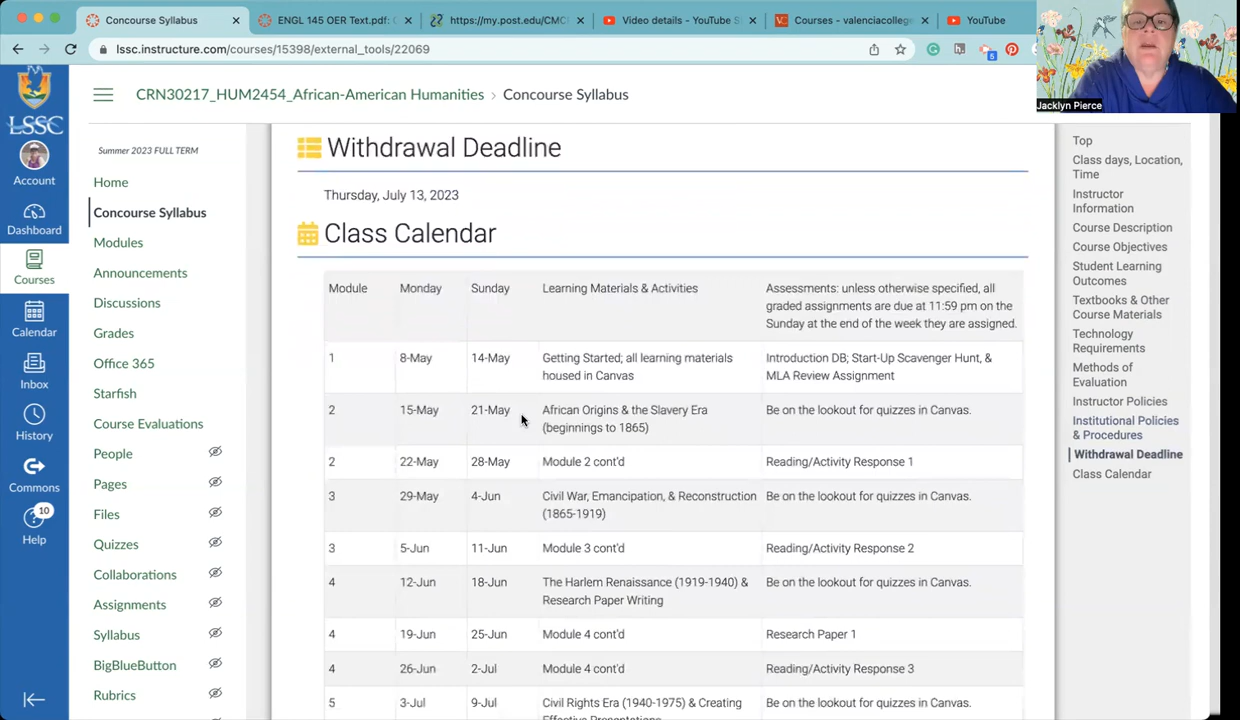 Concourse Syllabus
ENGL 145 OER Text.pdf: C
https://my.post.edu/CMC
Video details - YouTube S
Courses - valenciacolleg
YouTube
lssc.instructure.com/courses/15398/external_tools/22069
5
Jacklyn Pierce
LSSC
Account
Dashboard
Courses
Calendar
Inbox
History
Commons
10
Help
CRN30217_HUM2454_African-American Humanities › Concourse Syllabus
Summer 2023 FULL TERM
Home
Concourse Syllabus
Modules
Announcements
Discussions
Grades
Office 365
Starfish
Course Evaluations
People
Pages
Files
Quizzes
Collaborations
Assignments
Syllabus
BigBlueButton
Rubrics
Withdrawal Deadline
Thursday, July 13, 2023
Class Calendar
Module Monday Sunday Learning Materials & Activities Assessments: unless otherwise specified, all
graded assignments are due at 11:59 pm on the
Sunday at the end of the week they are assigned.
1 8-May 14-May Getting Started; all learning materials Introduction DB; Start-Up Scavenger Hunt, &
housed in Canvas MLA Review Assignment
2 15-May 21-May African Origins & the Slavery Era Be on the lookout for quizzes in Canvas.
(beginnings to 1865)
2 22-May 28-May Module 2 cont'd Reading/Activity Response 1
3 29-May 4-Jun Civil War, Emancipation, & Reconstruction Be on the lookout for quizzes in Canvas.
(1865-1919)
3 5-Jun 11-Jun Module 3 cont'd Reading/Activity Response 2
4 12-Jun 18-Jun The Harlem Renaissance (1919-1940) & Be on the lookout for quizzes in Canvas.
Research Paper Writing
4 19-Jun 25-Jun Module 4 cont'd Research Paper 1
4 26-Jun 2-Jul Module 4 cont'd Reading/Activity Response 3
5 3-Jul 9-Jul Civil Rights Era (1940-1975) & Creating Be on the lookout for quizzes in Canvas.
Effective Presentations
Top
Class days, Location,
Time
Instructor
Information
Course Description
Course Objectives
Student Learning
Outcomes
Textbooks & Other
Course Materials
Technology
Requirements
Methods of
Evaluation
Instructor Policies
Institutional Policies
& Procedures
Withdrawal Deadline
Class Calendar